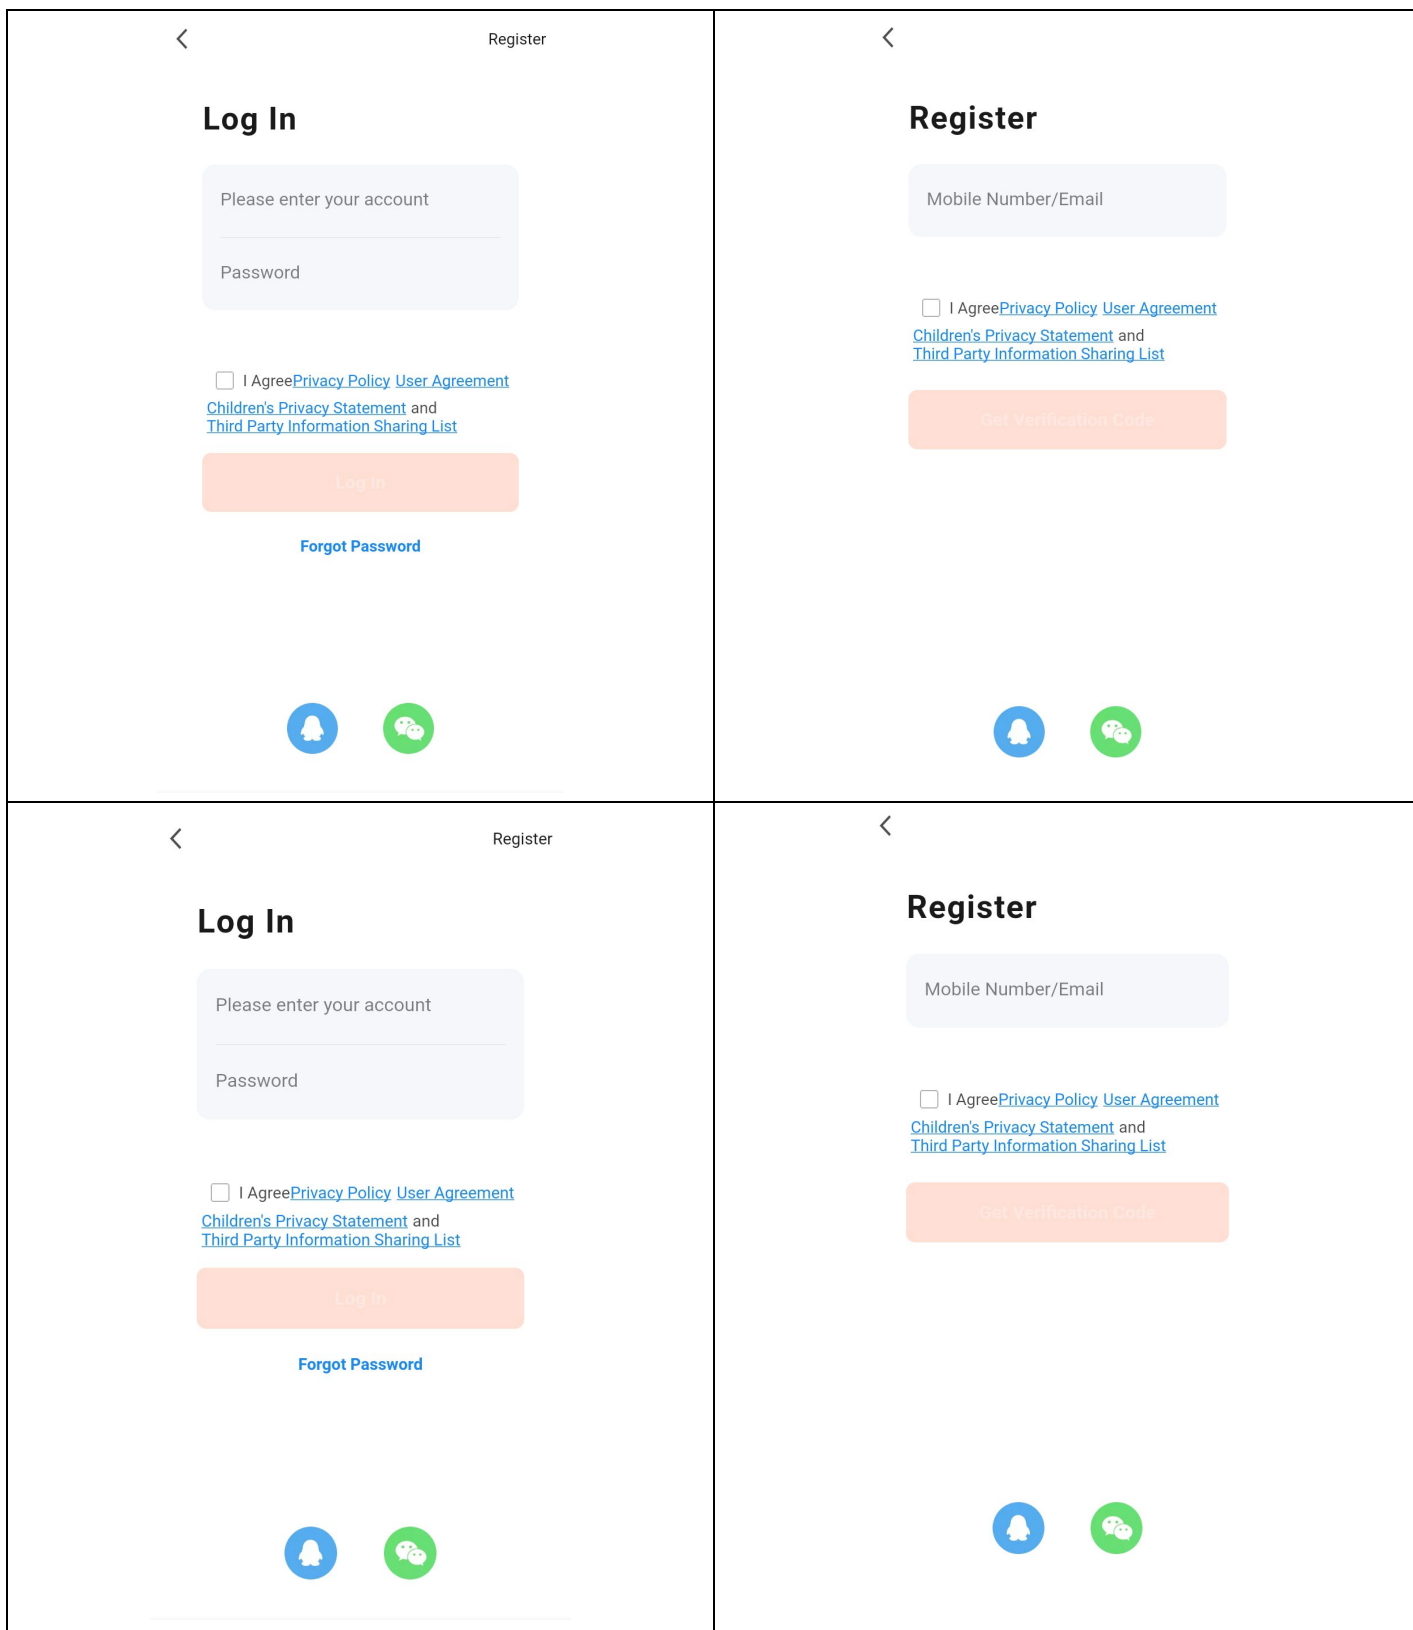 Register
Log In
Please enter your account
Password
I AgreePrivacy Policy User Agreement
Children's Privacy Statement and
Third Party Information Sharing List
Log In
Forgot Password
Register
Mobile Number/Email
I AgreePrivacy Policy User Agreement
Children's Privacy Statement and
Third Party Information Sharing List
Get Verification Code
Register
Log In
Please enter your account
Password
I AgreePrivacy Policy User Agreement
Children's Privacy Statement and
Third Party Information Sharing List
Log In
Forgot Password
Register
Mobile Number/Email
I AgreePrivacy Policy User Agreement
Children's Privacy Statement and
Third Party Information Sharing List
Get Verification Code